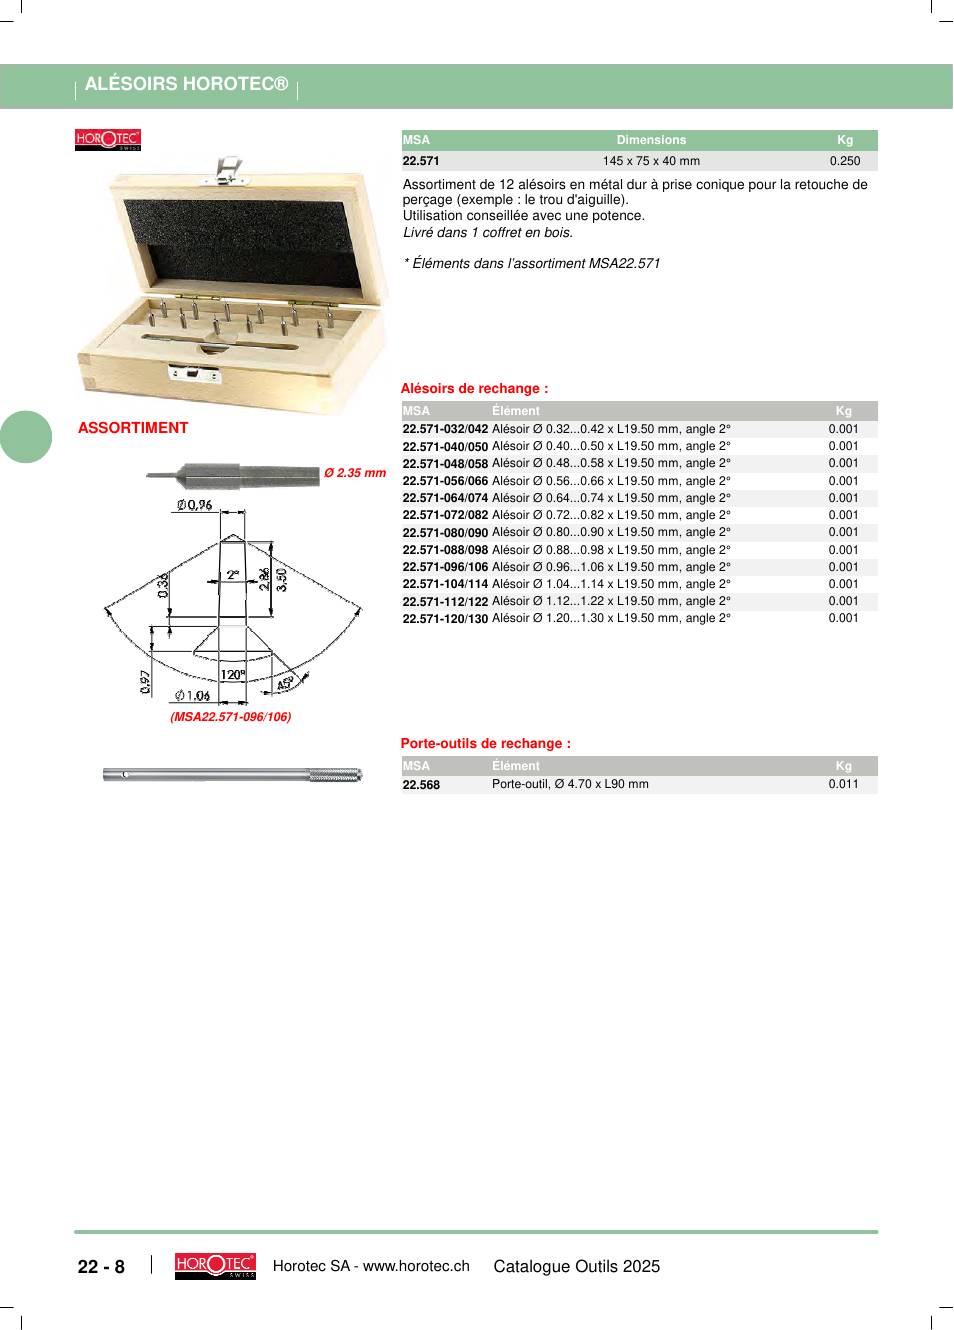 ALÉSOIRS HOROTEC®
HOROTEC®
SWISS
MSA Dimensions Kg
22.571 145 x 75 x 40 mm 0.250
Assortiment de 12 alésoirs en métal dur à prise conique pour la retouche de
perçage (exemple : le trou d'aiguille).
Utilisation conseillée avec une potence.
Livré dans 1 coffret en bois.
* Éléments dans l'assortiment MSA22.571
ASSORTIMENT
Alésoirs de rechange :
MSA Élément Kg
22.571-032/042 Alésoir Ø 0.32...0.42 x L19.50 mm, angle 2° 0.001
22.571-040/050 Alésoir Ø 0.40...0.50 x L19.50 mm, angle 2° 0.001
22.571-048/058 Alésoir Ø 0.48...0.58 x L19.50 mm, angle 2° 0.001
22.571-056/066 Alésoir Ø 0.56...0.66 x L19.50 mm, angle 2° 0.001
22.571-064/074 Alésoir Ø 0.64...0.74 x L19.50 mm, angle 2° 0.001
22.571-072/082 Alésoir Ø 0.72...0.82 x L19.50 mm, angle 2° 0.001
22.571-080/090 Alésoir Ø 0.80...0.90 x L19.50 mm, angle 2° 0.001
22.571-088/098 Alésoir Ø 0.88...0.98 x L19.50 mm, angle 2° 0.001
22.571-096/106 Alésoir Ø 0.96...1.06 x L19.50 mm, angle 2° 0.001
22.571-104/114 Alésoir Ø 1.04...1.14 x L19.50 mm, angle 2° 0.001
22.571-112/122 Alésoir Ø 1.12...1.22 x L19.50 mm, angle 2° 0.001
22.571-120/130 Alésoir Ø 1.20...1.30 x L19.50 mm, angle 2° 0.001
Ø 2.35 mm
Ø0,96
2°
0,36
2,86
3,50
0,97
120°
45°
Ø1,06
(MSA22.571-096/106)
Porte-outils de rechange :
MSA Élément Kg
22.568 Porte-outil, Ø 4.70 x L90 mm 0.011
22 - 8
HOROTEC®
SWISS
Horotec SA - www.horotec.ch Catalogue Outils 2025